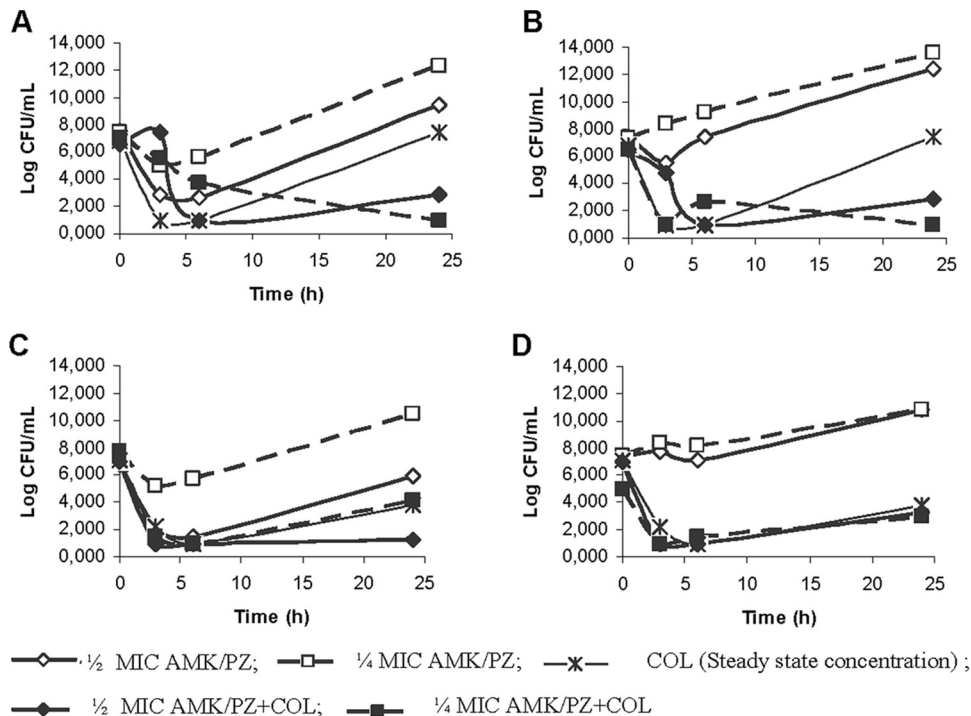 A
Log CFU/mL
14,000
12,000
10,000
8,000
6,000
4,000
2,000
0,000
0 5 10 15 20 25
Time (h)
B
Log CFU/mL
14,000
12,000
10,000
8,000
6,000
4,000
2,000
0,000
0 5 10 15 20 25
Time (h)
C
Log CFU/mL
14,000
12,000
10,000
8,000
6,000
4,000
2,000
0,000
0 5 10 15 20 25
Time (h)
D
Log CFU/mL
14,000
12,000
10,000
8,000
6,000
4,000
2,000
0,000
0 5 10 15 20 25
Time (h)
½ MIC AMK/PZ; ¼ MIC AMK/PZ; COL (Steady state concentration) ;
½ MIC AMK/PZ+COL; ¼ MIC AMK/PZ+COL